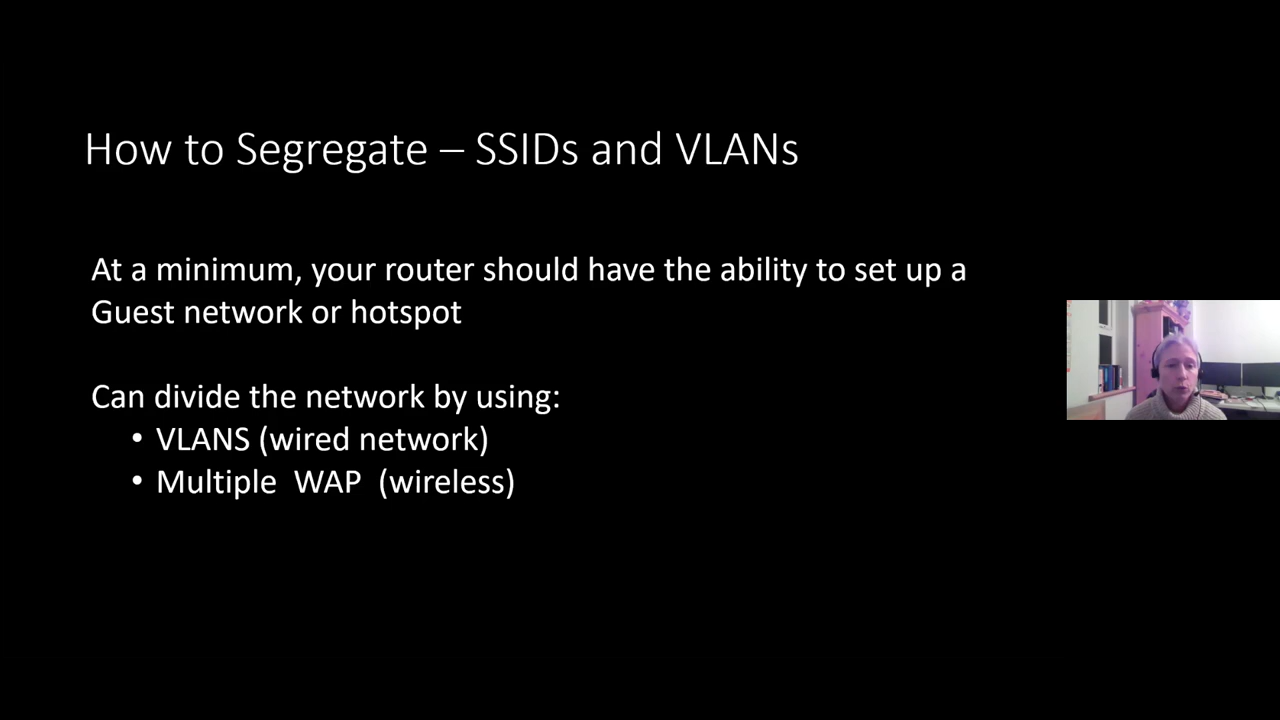 How to Segregate – SSIDs and VLANs
At a minimum, your router should have the ability to set up a
Guest network or hotspot
Can divide the network by using:
• VLANS (wired network)
• Multiple WAP (wireless)